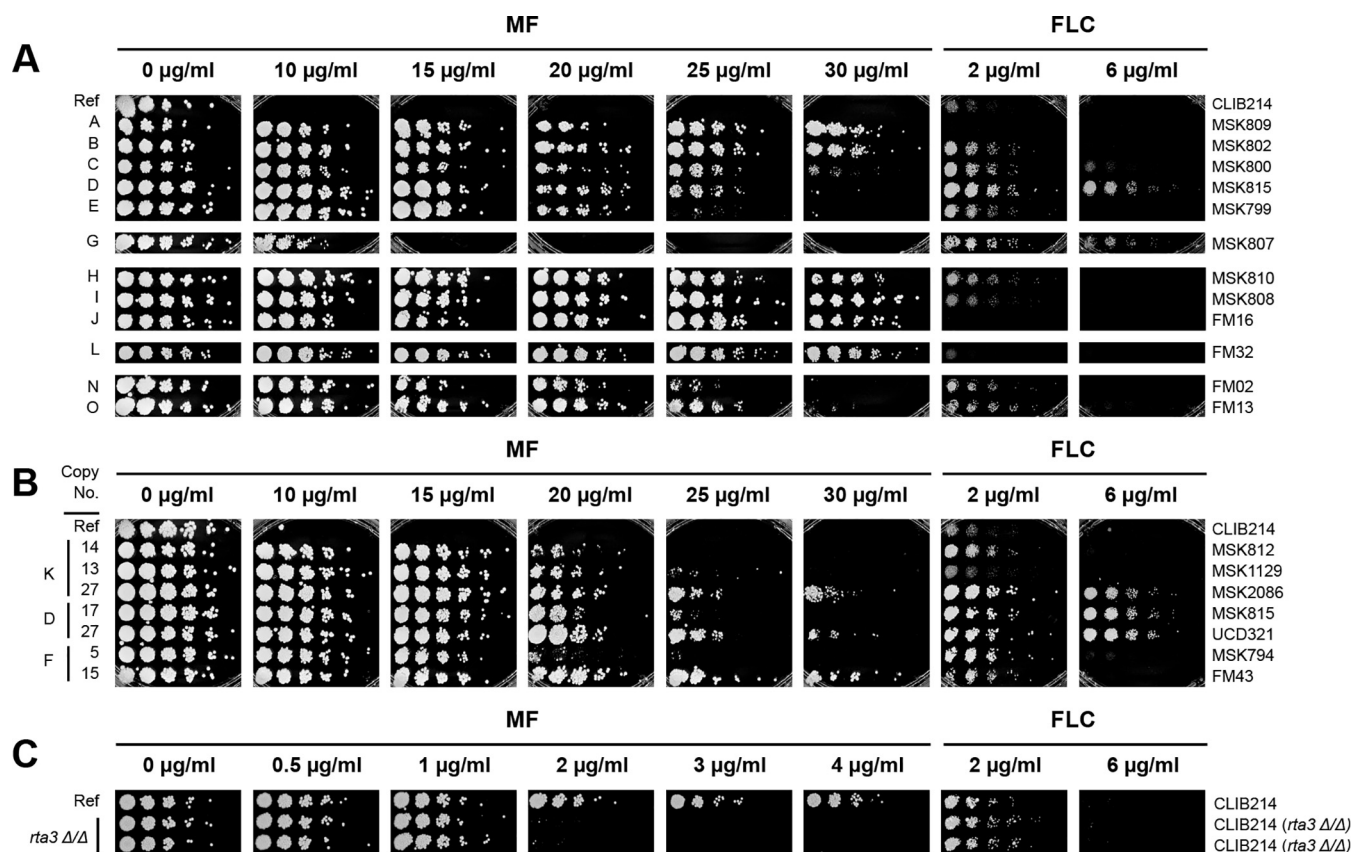 MF FLC
A 0 µg/ml 10 µg/ml 15 µg/ml 20 µg/ml 25 µg/ml 30 µg/ml 2 µg/ml 6 µg/ml
Ref CLIB214
A MSK809
B MSK802
C MSK800
D MSK815
E MSK799
G MSK807
H MSK810
I MSK808
J FM16
L FM32
N FM02
O FM13
MF FLC
B Copy No. 0 µg/ml 10 µg/ml 15 µg/ml 20 µg/ml 25 µg/ml 30 µg/ml 2 µg/ml 6 µg/ml
Ref CLIB214
14 MSK812
K 13 MSK1129
27 MSK2086
D 17 MSK815
27 UCD321
F 5 MSK794
15 FM43
MF FLC
C 0 µg/ml 0.5 µg/ml 1 µg/ml 2 µg/ml 3 µg/ml 4 µg/ml 2 µg/ml 6 µg/ml
Ref CLIB214
rta3 Δ/Δ CLIB214 (rta3 Δ/Δ)
CLIB214 (rta3 Δ/Δ)